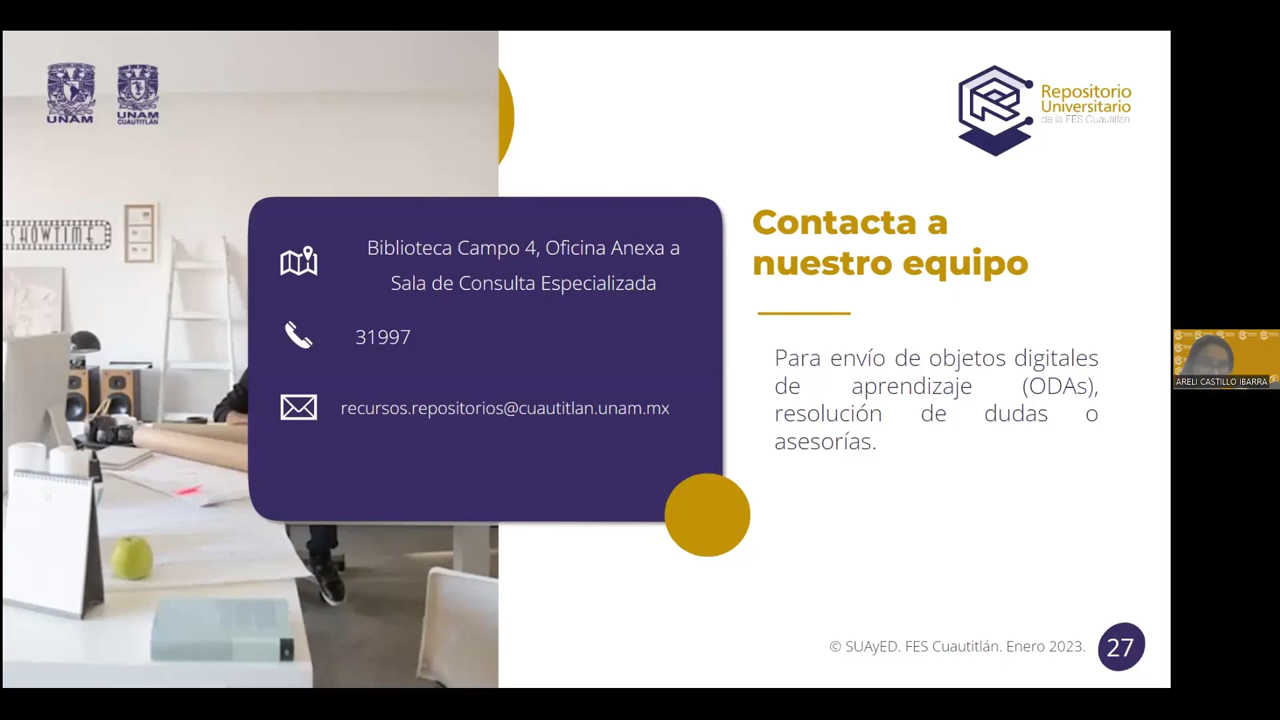 UNAM
UNAM
CUAUTITLÁN
SHOWTIME
Repositorio
Universitario
de la FES Cuautitlán
Biblioteca Campo 4, Oficina Anexa a
Sala de Consulta Especializada
31997
recursos.repositorios@cuautitlan.unam.mx
Contacta a
nuestro equipo
Para envío de objetos digitales
de aprendizaje (ODAs),
resolución de dudas o
asesorías.
ARELI CASTILLO IBARRA
© SUAyED. FES Cuautitlán. Enero 2023.
27